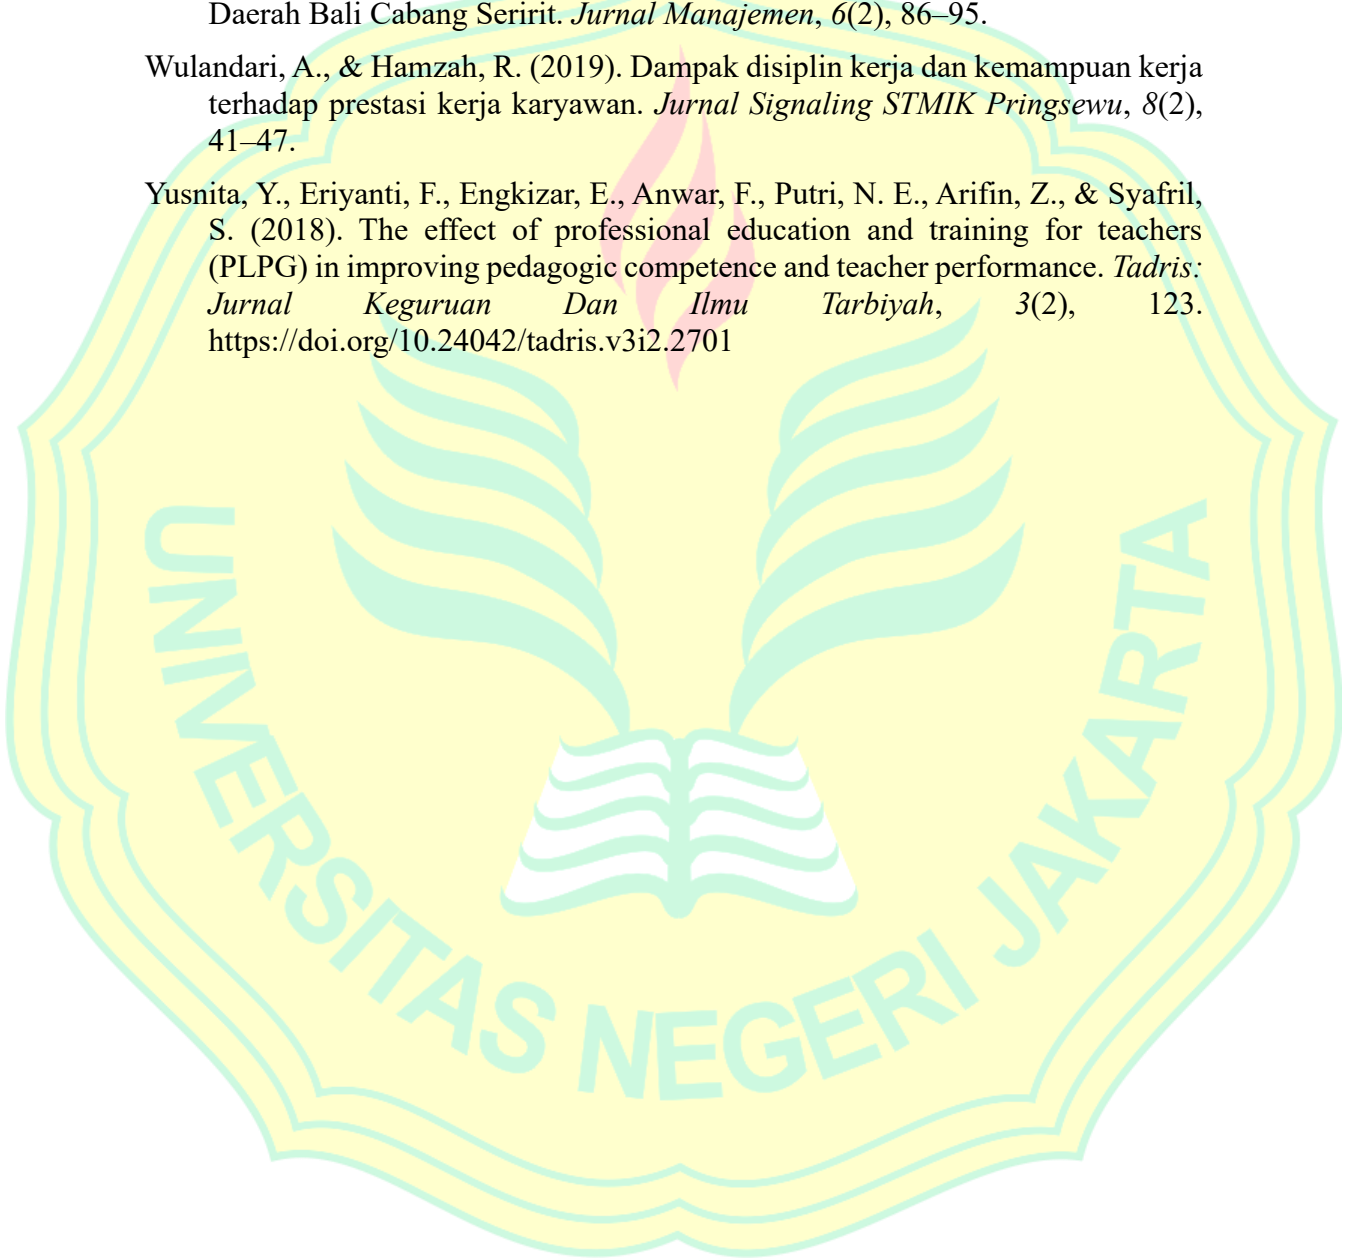 Daerah Bali Cabang Seririt. Jurnal Manajemen, 6(2), 86–95.
Wulandari, A., & Hamzah, R. (2019). Dampak disiplin kerja dan kemampuan kerja
terhadap prestasi kerja karyawan. Jurnal Signaling STMIK Pringsewu, 8(2),
41–47.
Yusnita, Y., Eriyanti, F., Engkizar, E., Anwar, F., Putri, N. E., Arifin, Z., & Syafril,
S. (2018). The effect of professional education and training for teachers
(PLPG) in improving pedagogic competence and teacher performance. Tadris:
Jurnal Keguruan Dan Ilmu Tarbiyah, 3(2), 123.
https://doi.org/10.24042/tadris.v3i2.2701
UNIVERSITAS NEGERI JAKARTA